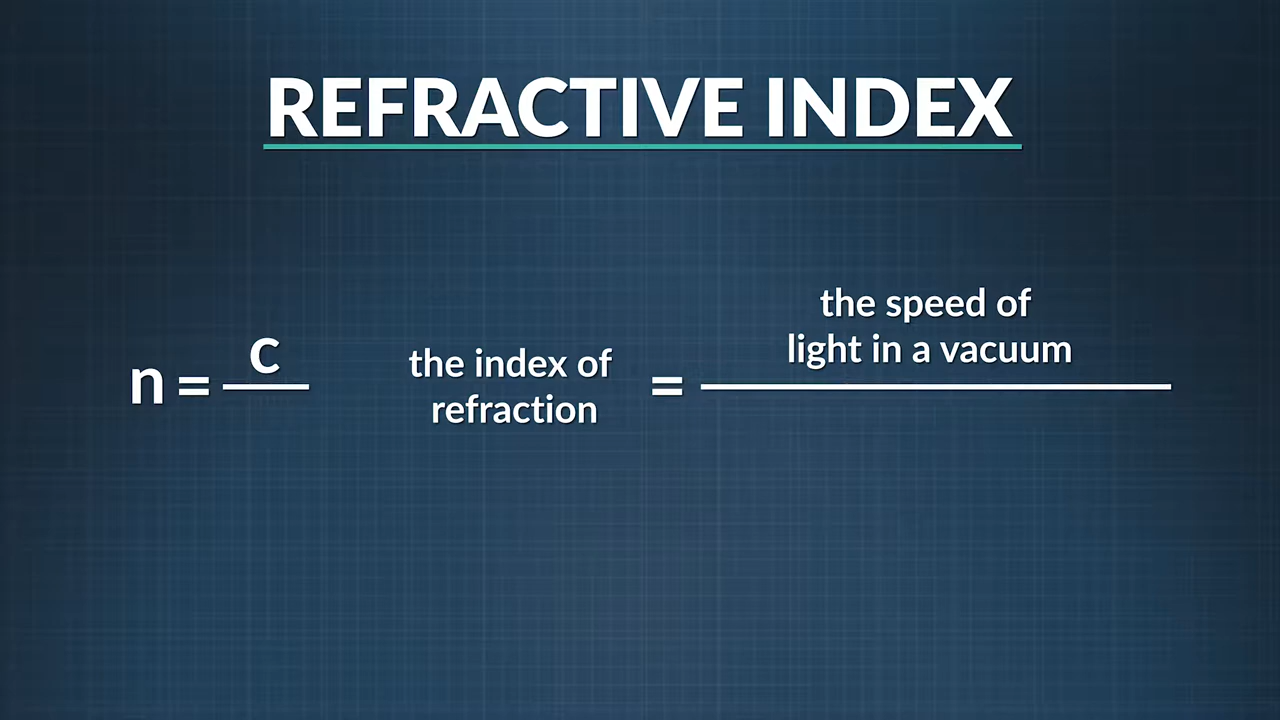 REFRACTIVE INDEX
n = c
the index of
refraction
=
the speed of
light in a vacuum